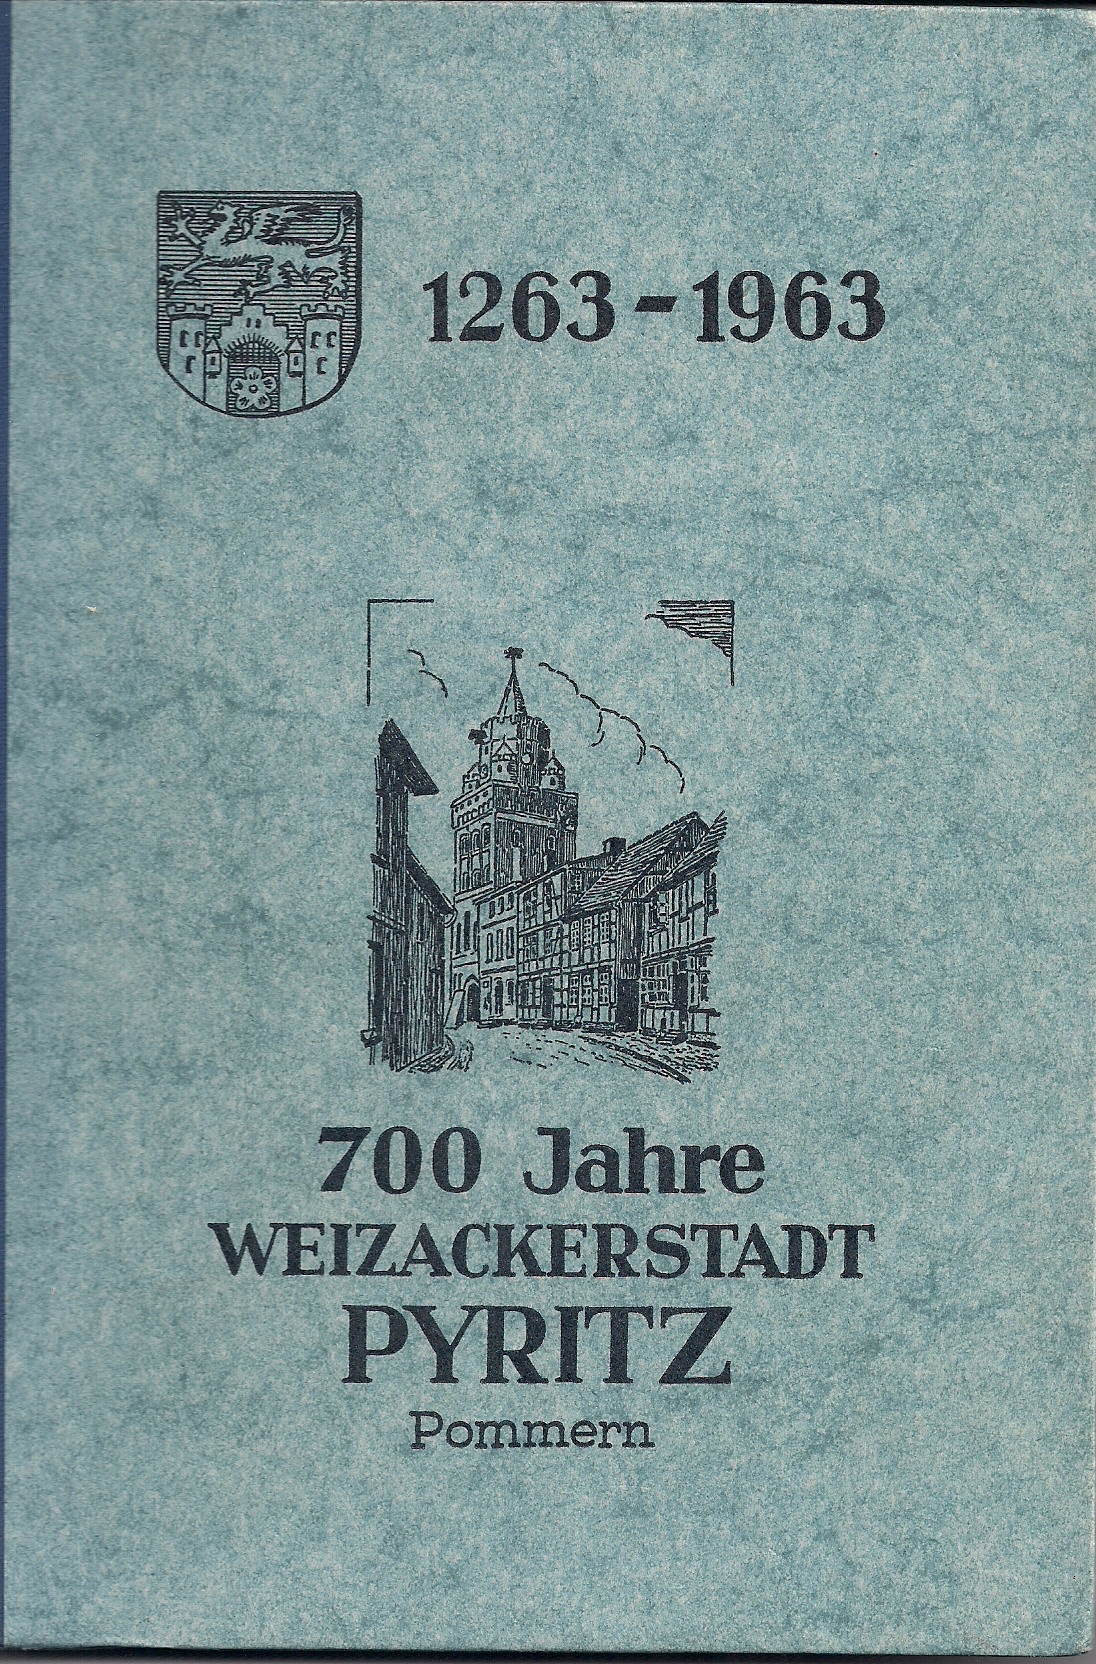 1263-1963
700 Jahre
WEIZACKERSTADT
PYRITZ
Pommern